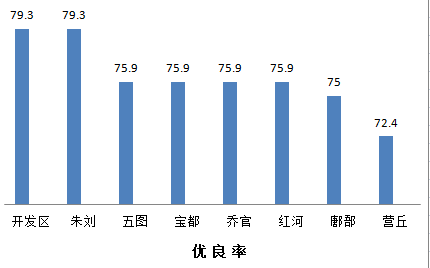 79.3 79.3 75.9 75.9 75.9 75.9 75 72.4
开发区 朱刘 五图 宝都 乔官 红河 鄌郚 营丘
优良率